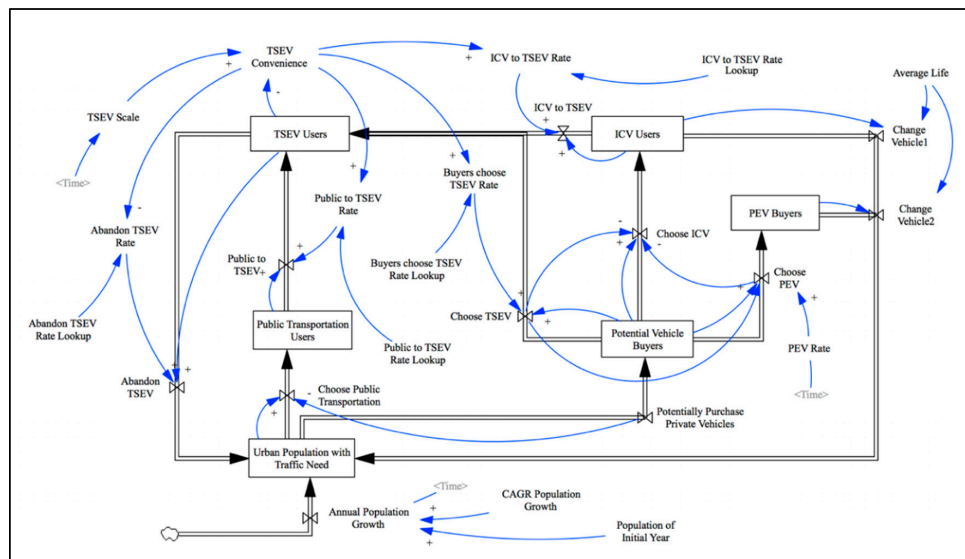 TSEV
Convenience
ICV to TSEV Rate
ICV to TSEV Rate
Lookup
Average Life
TSEV Scale
ICV to TSEV
TSEV Users
ICV Users
Change
Vehicle1
<Time>
Buyers choose
TSEV Rate
Public to TSEV
Rate
PEV Buyers
Change
Vehicle2
Abandon TSEV
Rate
Choose ICV
Public to
TSEV
Buyers choose TSEV
Rate Lookup
Choose
PEV
Abandon TSEV
Rate Lookup
Public Transportation
Users
Choose TSEV
Potential Vehicle
Buyers
Public to TSEV
Rate Lookup
PEV Rate
Abandon
TSEV
Choose Public
Transportation
<Time>
Potentially Purchase
Private Vehicles
Urban Population with
Traffic Need
<Time>
Annual Population
Growth
CAGR Population
Growth
Population of
Initial Year